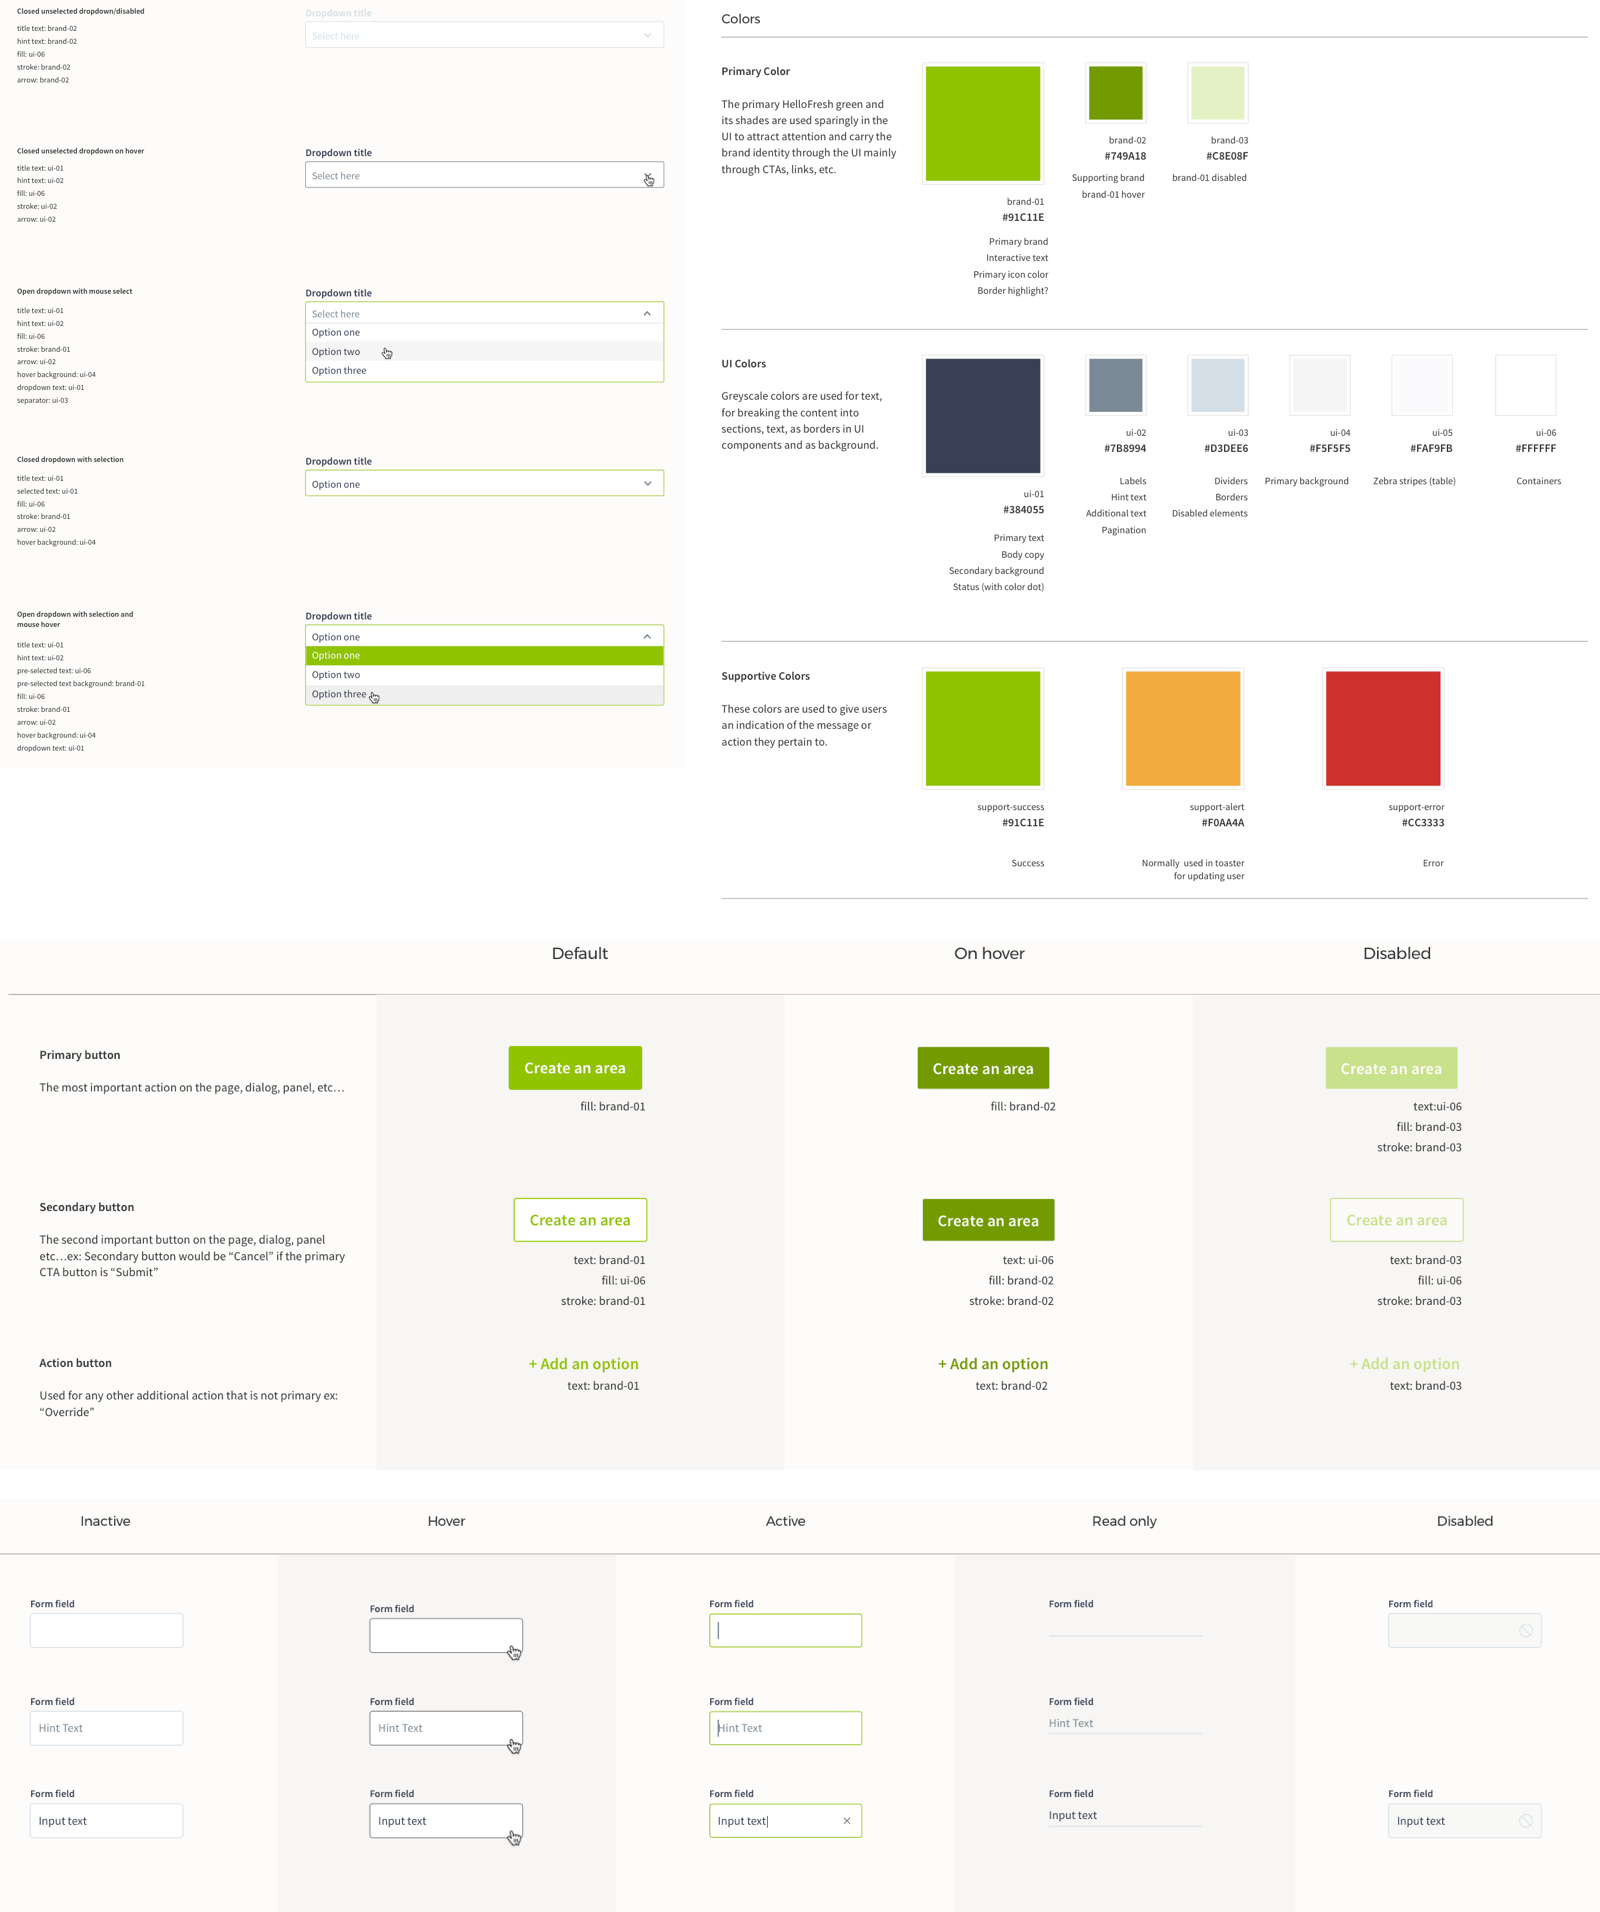 Closed unselected dropdown/disabled
title text: brand-02
hint text: brand-02
fill: ui-06
stroke: brand-02
arrow: brand-02
Dropdown title
Select here
Closed unselected dropdown on hover
title text: ui-01
hint text: ui-02
fill: ui-06
stroke: ui-02
arrow: ui-02
Dropdown title
Select here
Open dropdown with mouse select
title text: ui-01
hint text: ui-02
fill: ui-06
stroke: brand-01
arrow: ui-02
hover background: ui-04
dropdown text: ui-01
separator: ui-03
Dropdown title
Select here
Option one
Option two
Option three
Closed dropdown with selection
title text: ui-01
selected text: ui-01
fill: ui-06
stroke: brand-01
arrow: ui-02
hover background: ui-04
Dropdown title
Option one
Open dropdown with selection and
mouse hover
title text: ui-01
hint text: ui-02
pre-selected text: ui-06
pre-selected text background: brand-01
fill: ui-06
stroke: brand-01
arrow: ui-02
hover background: ui-04
dropdown text: ui-01
Dropdown title
Option one
Option one
Option two
Option three
Colors
Primary Color
The primary HelloFresh green and
its shades are used sparingly in the
UI to attract attention and carry the
brand identity through the UI mainly
through CTAs, links, etc.
brand-01
#91C11E
Primary brand
Interactive text
Primary icon color
Border highlight?
brand-02
#749A18
Supporting brand
brand-01 hover
brand-03
#C8E08F
brand-01 disabled
UI Colors
Greyscale colors are used for text,
for breaking the content into
sections, text, as borders in UI
components and as background.
ui-01
#384055
Primary text
Body copy
Secondary background
Status (with color dot)
ui-02
#7B8994
Labels
Hint text
Additional text
Pagination
ui-03
#D3DEE6
Dividers
Borders
Disabled elements
ui-04
#F5F5F5
Primary background
ui-05
#FAF9FB
Zebra stripes (table)
ui-06
#FFFFFF
Containers
Supportive Colors
These colors are used to give users
an indication of the message or
action they pertain to.
support-success
#91C11E
Success
support-alert
#F0AA4A
Normally used in toaster
for updating user
support-error
#CC3333
Error
Default
On hover
Disabled
Primary button
The most important action on the page, dialog, panel, etc…
Create an area
fill: brand-01
Create an area
fill: brand-02
Create an area
text:ui-06
fill: brand-03
stroke: brand-03
Secondary button
The second important button on the page, dialog, panel
etc…ex: Secondary button would be “Cancel” if the primary
CTA button is “Submit”
Create an area
text: brand-01
fill: ui-06
stroke: brand-01
Create an area
text: ui-06
fill: brand-02
stroke: brand-02
Create an area
text: brand-03
fill: ui-06
stroke: brand-03
Action button
Used for any other additional action that is not primary ex:
“Override”
+ Add an option
text: brand-01
+ Add an option
text: brand-02
+ Add an option
text: brand-03
Inactive
Hover
Active
Read only
Disabled
Form field
Form field
Form field
Form field
Form field
Form field
Hint Text
Form field
Hint Text
Form field
Hint Text
Form field
Hint Text
Form field
Input text
Form field
Input text
Form field
Input text
Form field
Input text
Form field
Input text